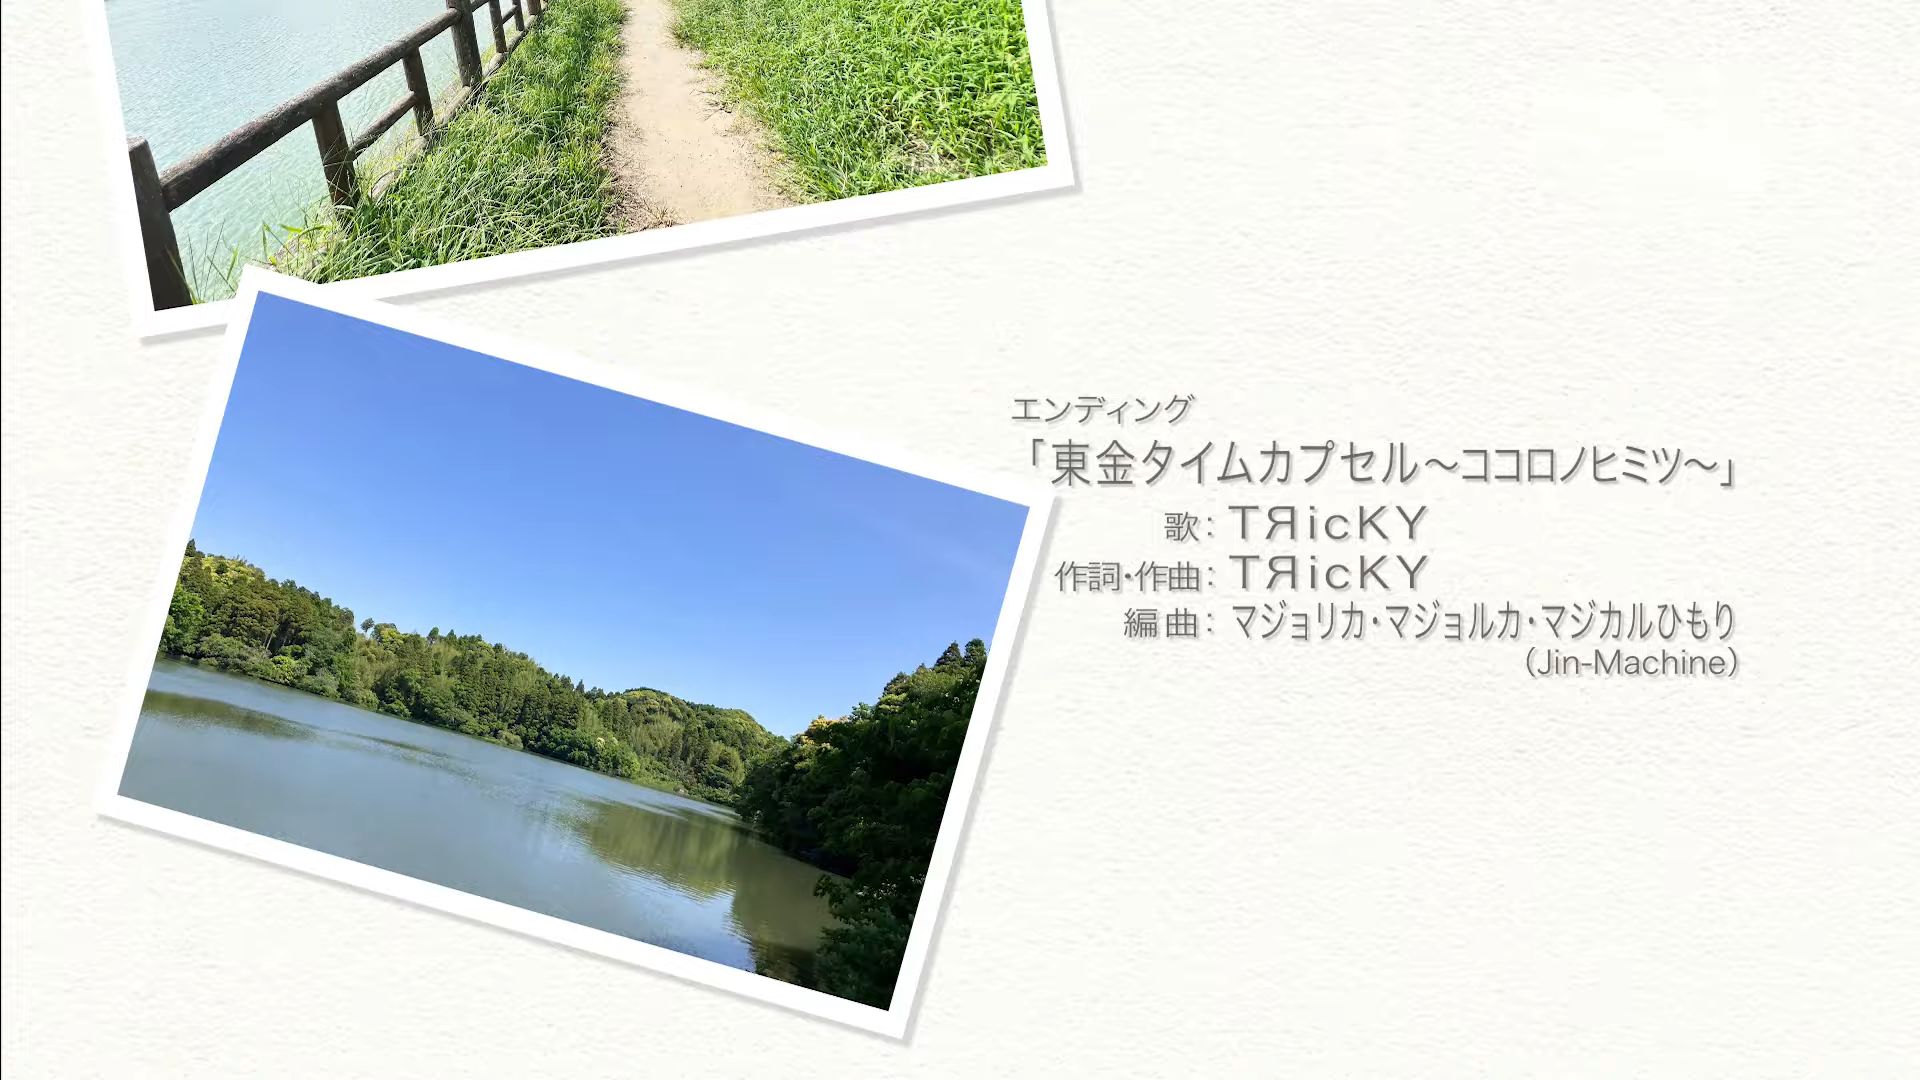 エンディング
「東金タイムカプセル～ココロノヒミツ～」
歌：TЯicKY
作詞・作曲：TЯicKY
編曲：マジョリカ・マジョルカ・マジカルひもり
（Jin-Machine）